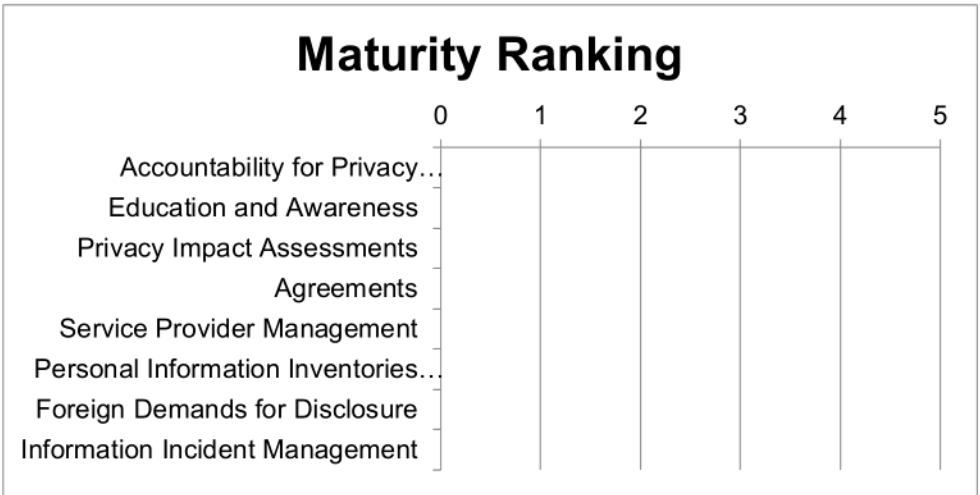 Maturity Ranking
0 1 2 3 4 5
Accountability for Privacy…
Education and Awareness
Privacy Impact Assessments
Agreements
Service Provider Management
Personal Information Inventories…
Foreign Demands for Disclosure
Information Incident Management